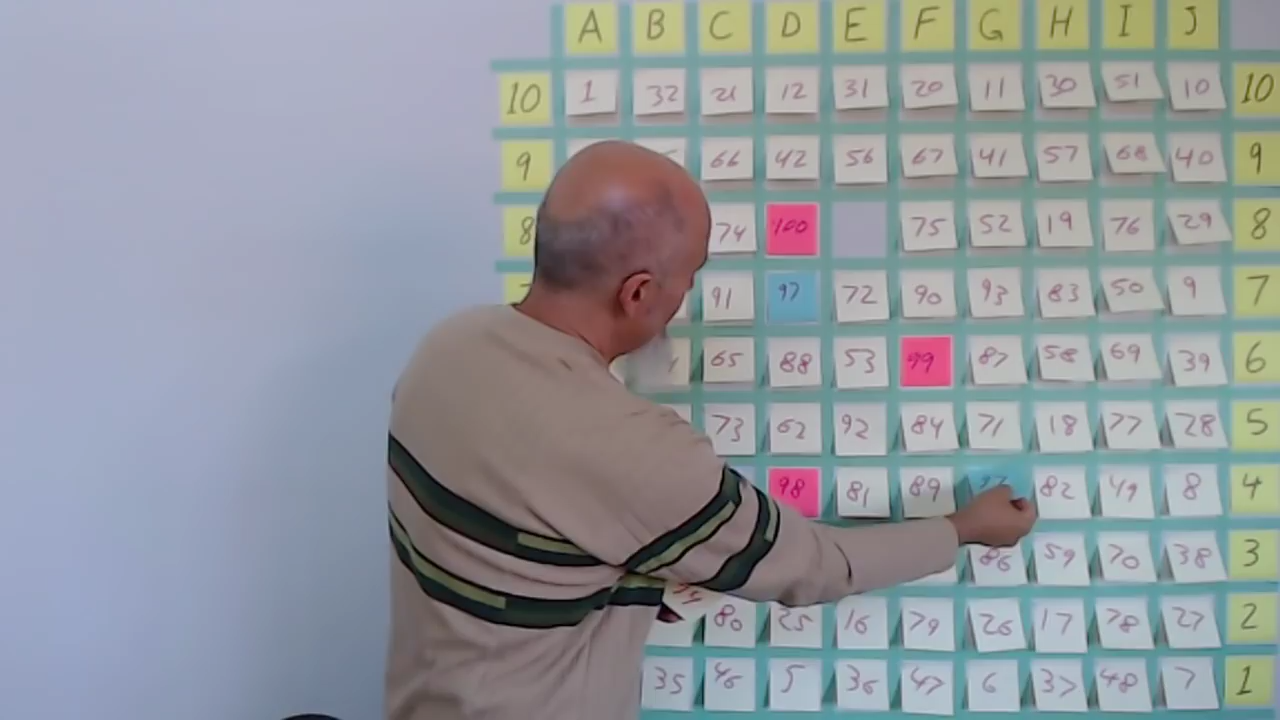 A B C D E F G H I J
10 1 32 21 12 31 20 11 30 51 10 10
9 66 42 56 67 41 57 68 40 9
8 74 100 75 52 19 76 29 8
91 97 72 90 93 83 50 9 7
65 88 53 99 87 58 69 39 6
73 62 92 84 71 18 77 28 5
98 81 89 82 49 8 4
86 59 70 38 3
80 25 16 79 26 17 78 27 2
35 46 5 36 47 6 37 48 7 1